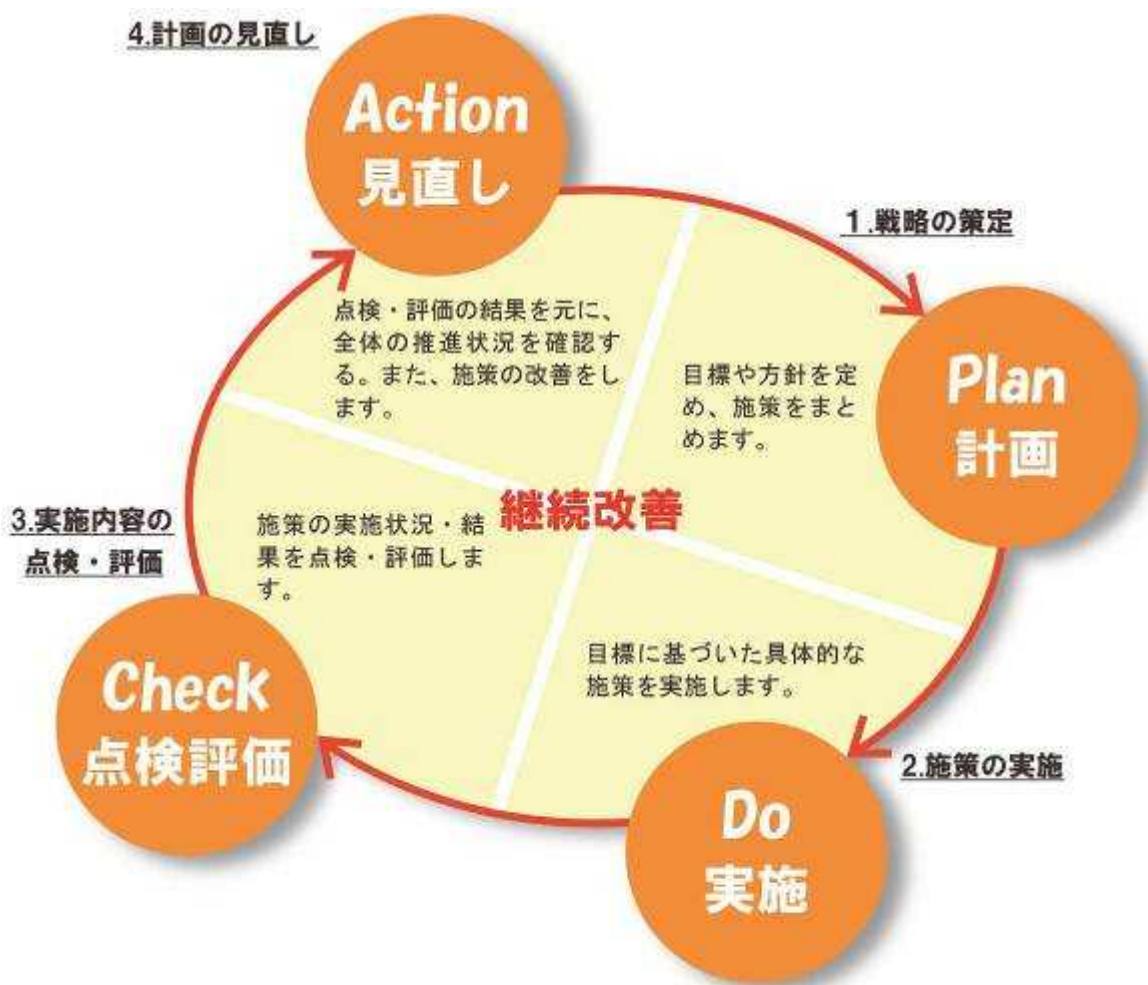 4.計画の見直し
Action
見直し
点検・評価の結果を元に、
全体の推進状況を確認す
る。また、施策の改善をし
ます。
1.戦略の策定
Plan
計画
目標や方針を定
め、施策をまと
めます。
継続改善
2.施策の実施
Do
実施
目標に基づいた具体的な
施策を実施します。
3.実施内容の
点検・評価
Check
点検評価
施策の実施状況・結
果を点検・評価しま
す。